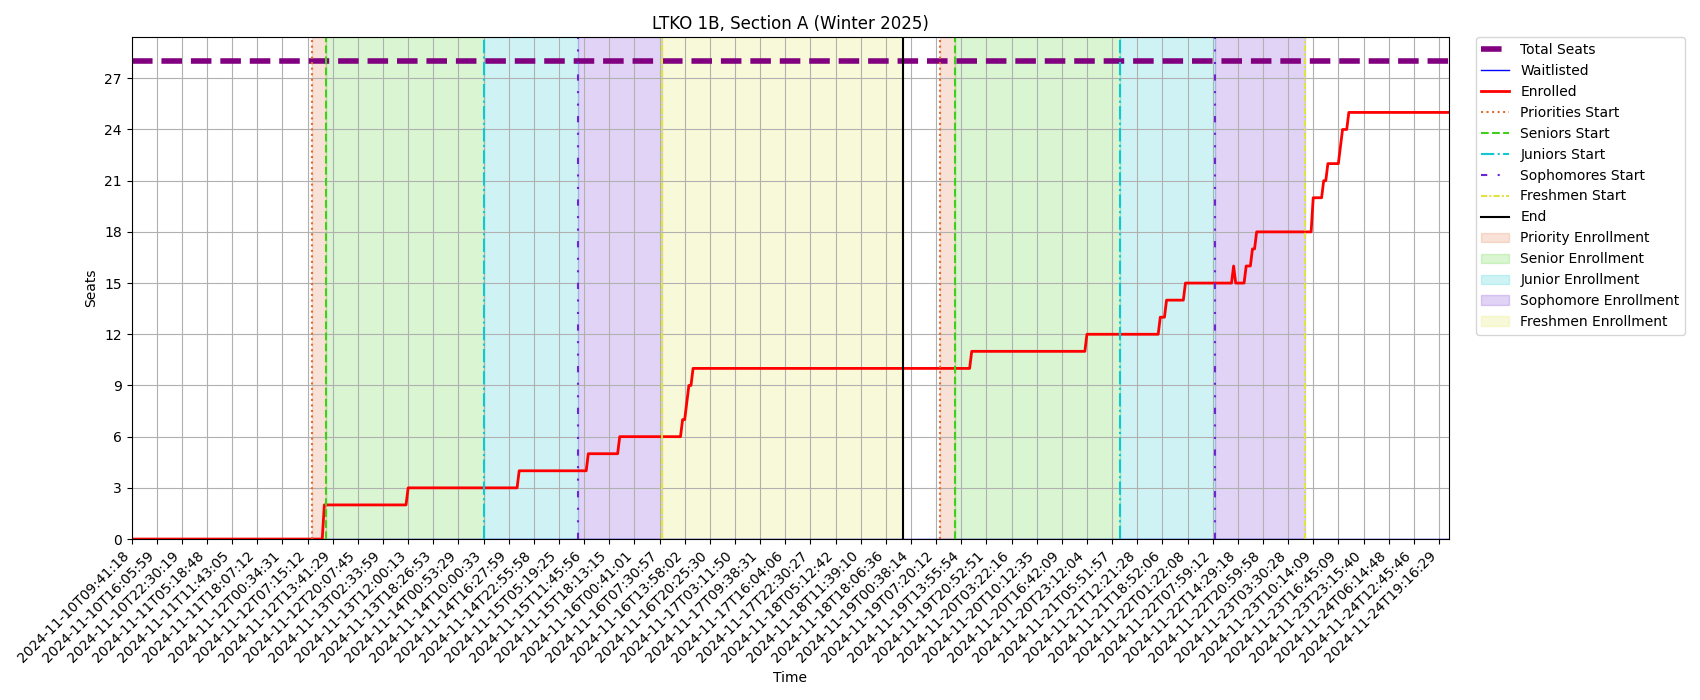 LTKO 1B, Section A (Winter 2025)
Total Seats
Waitlisted
Enrolled
Priorities Start
Seniors Start
Juniors Start
Sophomores Start
Freshmen Start
End
Priority Enrollment
Senior Enrollment
Junior Enrollment
Sophomore Enrollment
Freshmen Enrollment
Seats
27
24
21
18
15
12
9
6
3
0
2024-11-10T09:41:18
2024-11-10T16:05:59
2024-11-10T22:30:19
2024-11-11T05:18:48
2024-11-11T11:43:05
2024-11-11T18:07:12
2024-11-12T00:34:31
2024-11-12T07:15:12
2024-11-12T13:41:29
2024-11-12T20:07:45
2024-11-13T02:33:59
2024-11-13T12:00:13
2024-11-13T18:26:53
2024-11-14T00:53:29
2024-11-14T10:00:33
2024-11-14T16:27:59
2024-11-14T22:55:58
2024-11-15T05:19:25
2024-11-15T11:45:56
2024-11-15T18:13:15
2024-11-16T00:41:01
2024-11-16T07:30:57
2024-11-16T13:58:02
2024-11-16T20:25:30
2024-11-17T03:11:50
2024-11-17T09:38:31
2024-11-17T16:04:06
2024-11-17T22:30:27
2024-11-18T05:12:42
2024-11-18T11:39:10
2024-11-18T18:06:36
2024-11-19T00:38:14
2024-11-19T07:20:12
2024-11-19T13:55:54
2024-11-19T20:52:51
2024-11-20T03:22:16
2024-11-20T10:12:35
2024-11-20T16:42:09
2024-11-20T23:12:04
2024-11-21T05:51:57
2024-11-21T12:21:28
2024-11-21T18:52:06
2024-11-22T01:22:08
2024-11-22T07:59:12
2024-11-22T14:29:18
2024-11-22T20:59:58
2024-11-23T03:30:28
2024-11-23T10:14:09
2024-11-23T16:45:09
2024-11-23T23:15:40
2024-11-24T06:14:48
2024-11-24T12:45:46
2024-11-24T19:16:29
Time